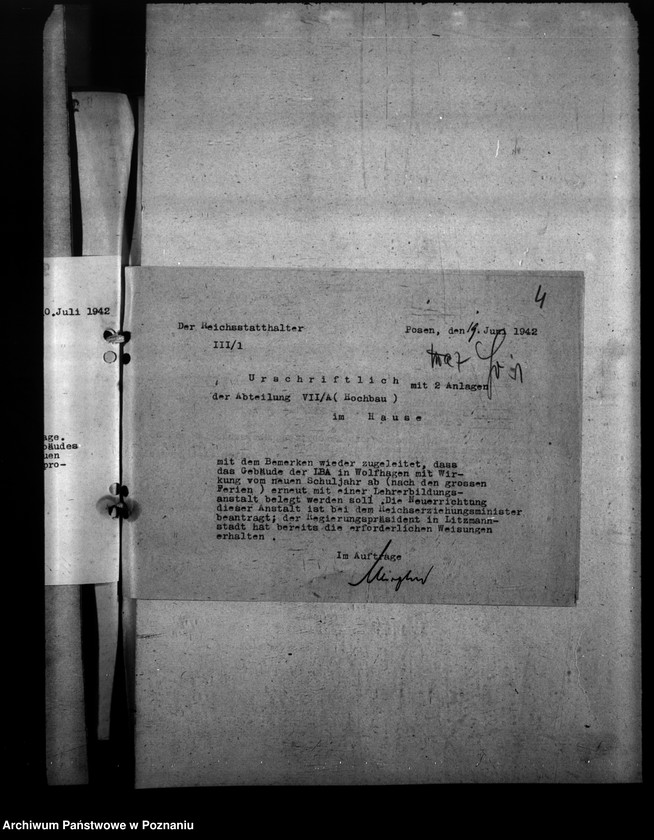 4
0.Juli 1942
age.
bäudes
uen
pro-
Der Reichsstatthalter
Posen, den 19. Juni 1942
III/1
Urschriftlich mit 2 Anlagen
der Abteilung VII/A( Hochbau )
im Hause
mit dem Bemerken wieder zugeleitet, dass
das Gebäude der LBA in Wolfhagen mit Wir-
kung vom neuen Schuljahr ab (nach den grossen
Ferien ) erneut mit einer Lehrerbildungs-
anstalt belegt werden soll .Die Neuerrichtung
dieser Anstalt ist bei dem Reichserziehungsminister
beantragt; der Regierungspräsident in Litzmann-
stadt hat bereits die erforderlichen Weisungen
erhalten .
Im Auftrage
Archiwum Państwowe w Poznaniu